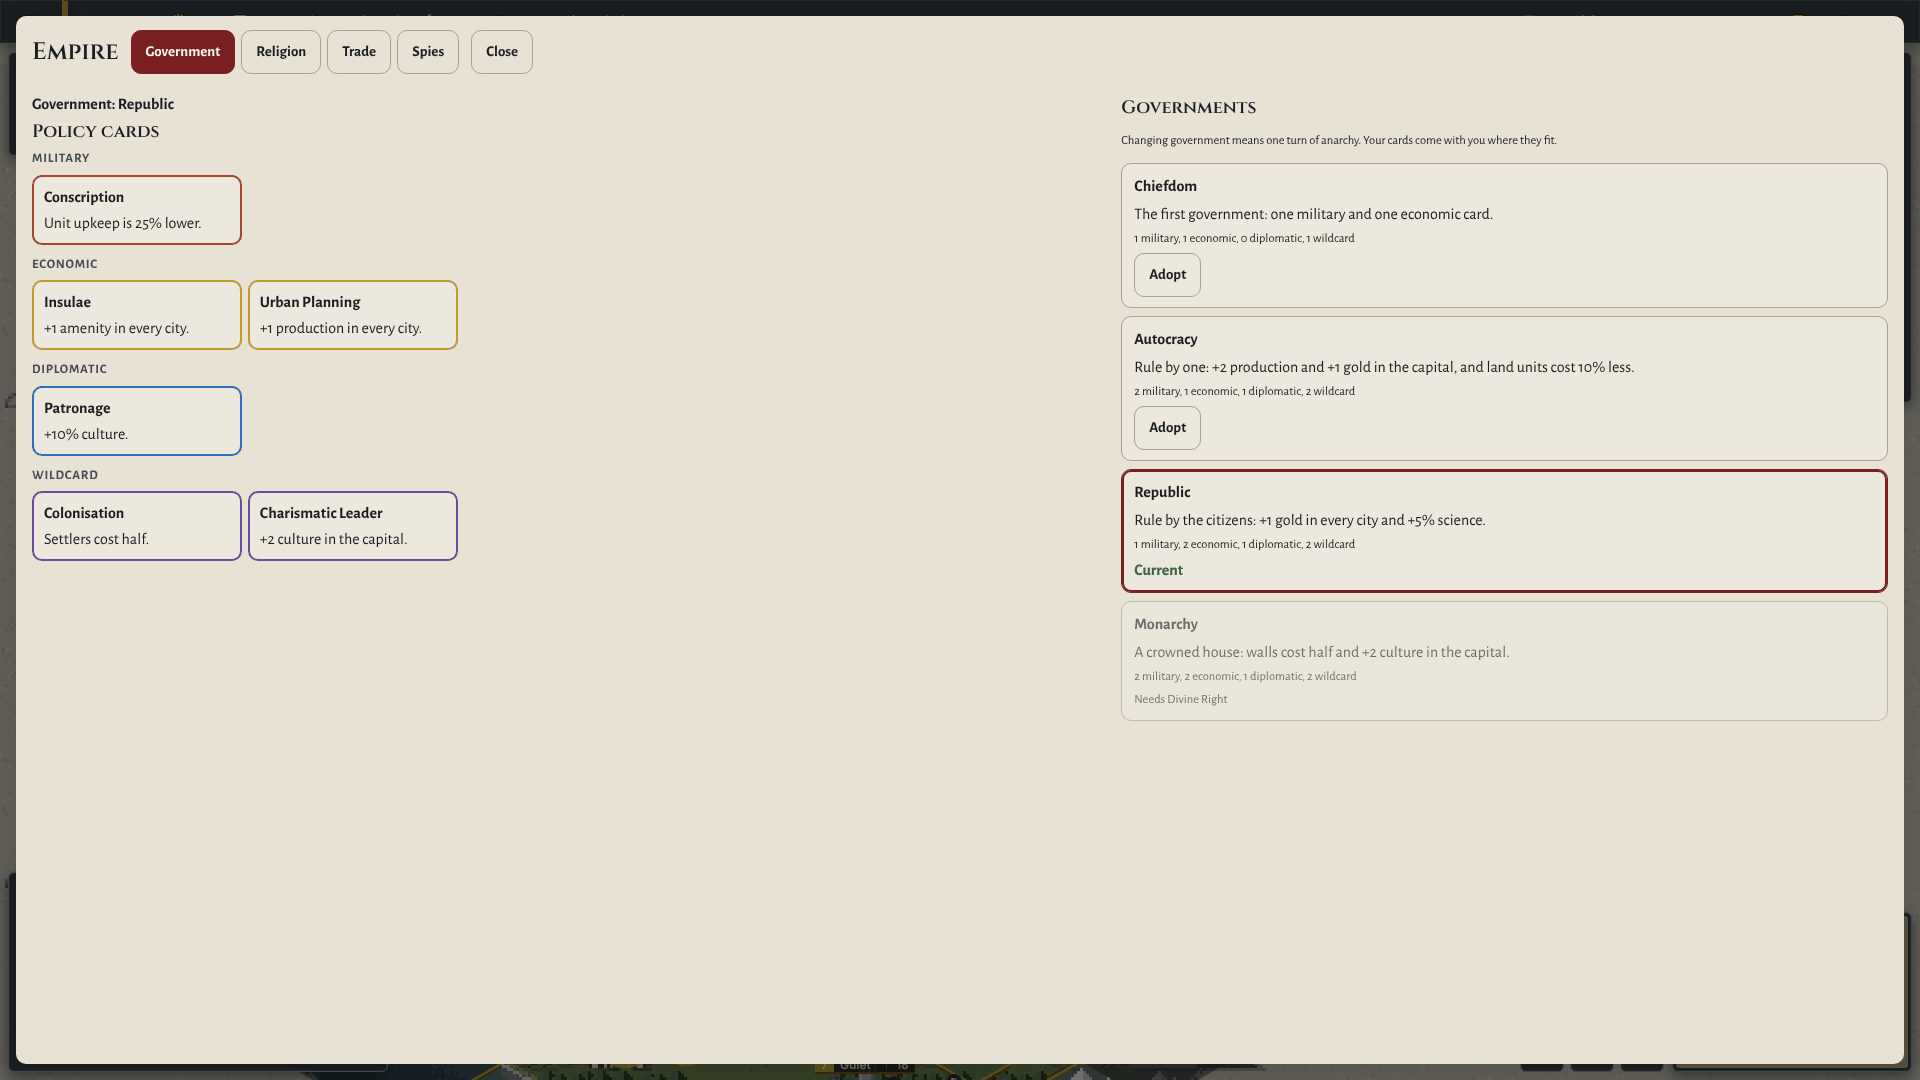 Empire
Government
Religion
Trade
Spies
Close
Government: Republic
Policy cards
MILITARY
Conscription
Unit upkeep is 25% lower.
ECONOMIC
Insulae
+1 amenity in every city.
Urban Planning
+1 production in every city.
DIPLOMATIC
Patronage
+10% culture.
WILDCARD
Colonisation
Settlers cost half.
Charismatic Leader
+2 culture in the capital.
Governments
Changing government means one turn of anarchy. Your cards come with you where they fit.
Chiefdom
The first government: one military and one economic card.
1 military, 1 economic, 0 diplomatic, 1 wildcard
Adopt
Autocracy
Rule by one: +2 production and +1 gold in the capital, and land units cost 10% less.
2 military, 1 economic, 1 diplomatic, 2 wildcard
Adopt
Republic
Rule by the citizens: +1 gold in every city and +5% science.
1 military, 2 economic, 1 diplomatic, 2 wildcard
Current
Monarchy
A crowned house: walls cost half and +2 culture in the capital.
2 military, 2 economic, 1 diplomatic, 2 wildcard
Needs Divine Right